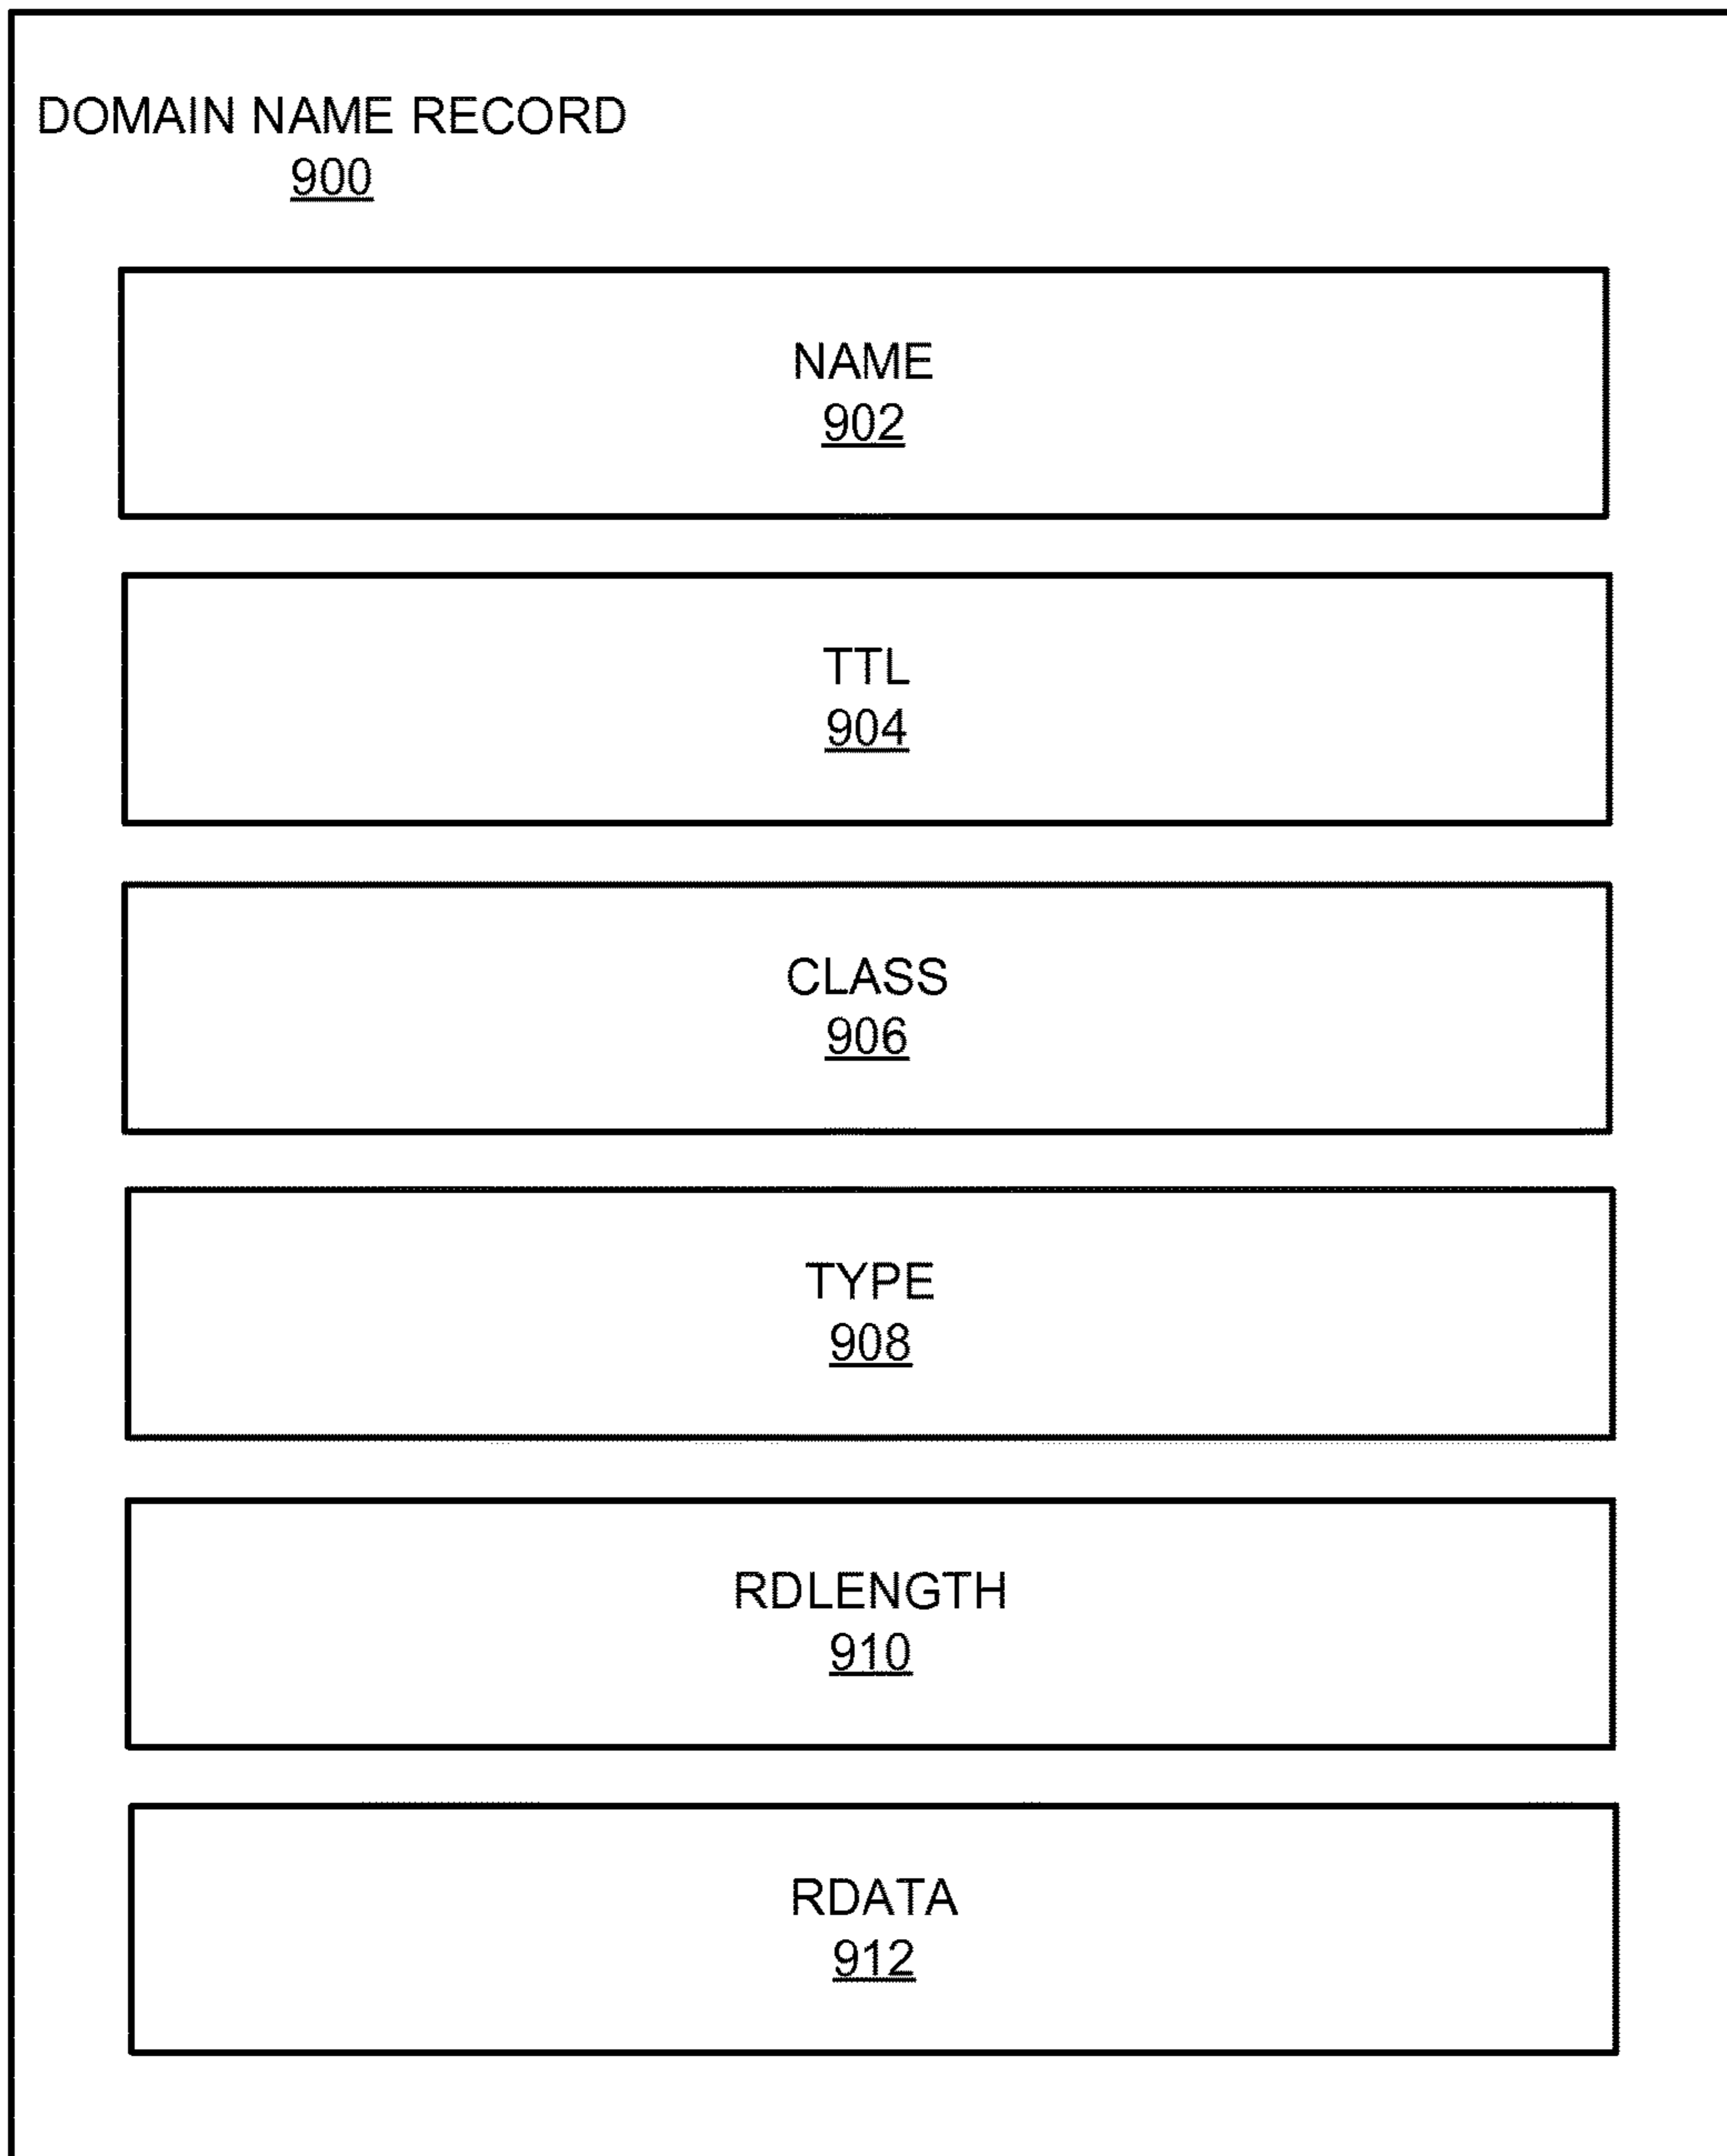 DOMAIN NAME RECORD
900
NAME
902
TTL
904
CLASS
906
TYPE
908
RDLENGTH
910
RDATA
912